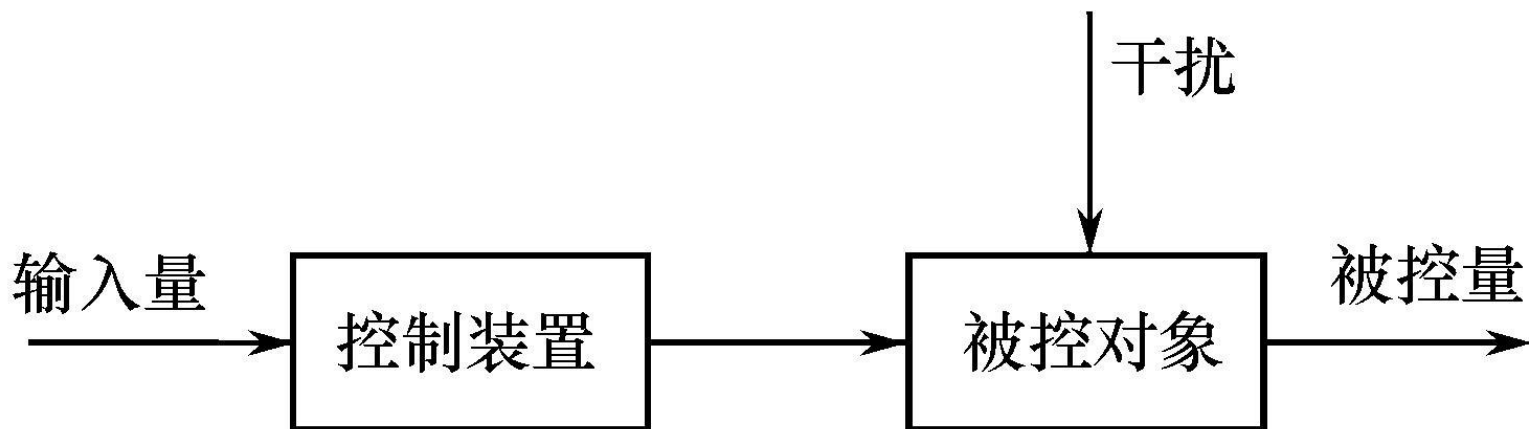 干扰
输入量
控制装置
被控对象
被控量